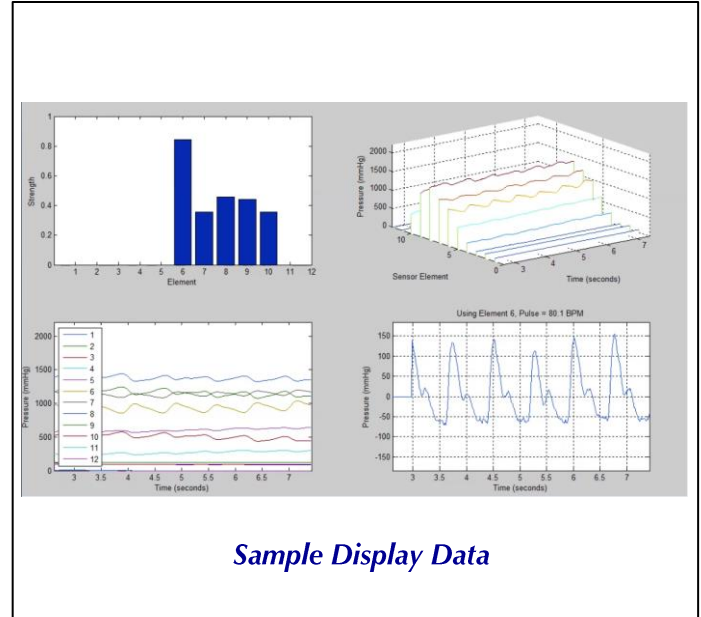 1
0.8
0.6
0.4
0.2
0
Strength
1 2 3 4 5 6 7 8 9 10 11 12
Element
2000
1500
1000
500
0
Pressure (mmHg)
10
5
0
Sensor Element
3 4 5 6 7
Time (seconds)
2000
1500
1000
500
0
Pressure (mmHg)
1
2
3
4
5
6
7
8
9
10
11
12
3 3.5 4 4.5 5 5.5 6 6.5 7
Time (seconds)
Using Element 6, Pulse = 80.1 BPM
150
100
50
0
-50
-100
-150
Pressure (mmHg)
3 3.5 4 4.5 5 5.5 6 6.5 7
Time (seconds)
Sample Display Data